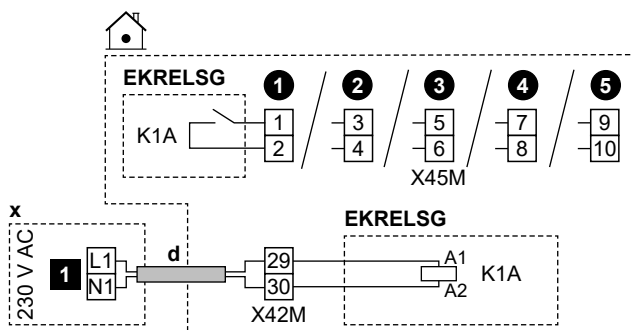 EKRELSG 1 2 3 4 5
K1A
1 3 5 7 9
2 4 6 8 10
X45M
x
EKRELSG
230 V AC
1
L1
N1
d
29
30
X42M
A1
A2
K1A